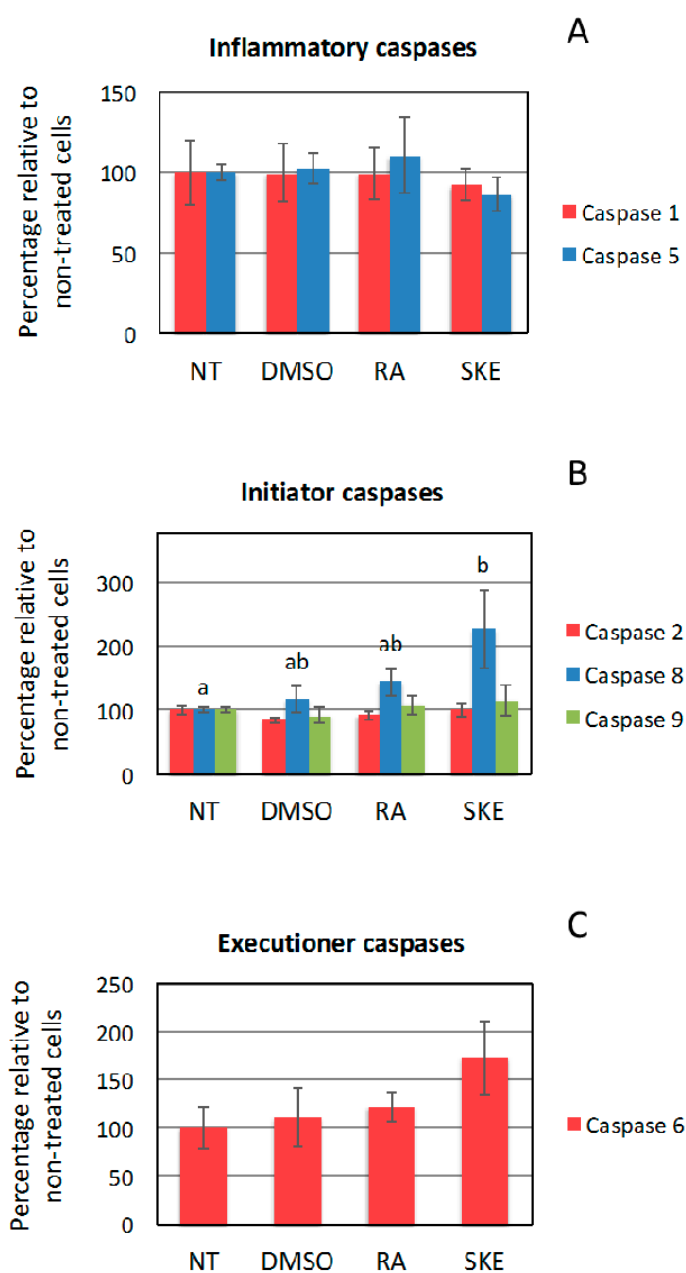 A
Inflammatory caspases
Percentage relative to
non-treated cells
150
100
50
0
NT DMSO RA SKE
Caspase 1
Caspase 5
B
Initiator caspases
Percentage relative to
non-treated cells
300
200
100
0
a ab ab b
NT DMSO RA SKE
Caspase 2
Caspase 8
Caspase 9
C
Executioner caspases
Percentage relative to
non-treated cells
250
200
150
100
50
0
NT DMSO RA SKE
Caspase 6